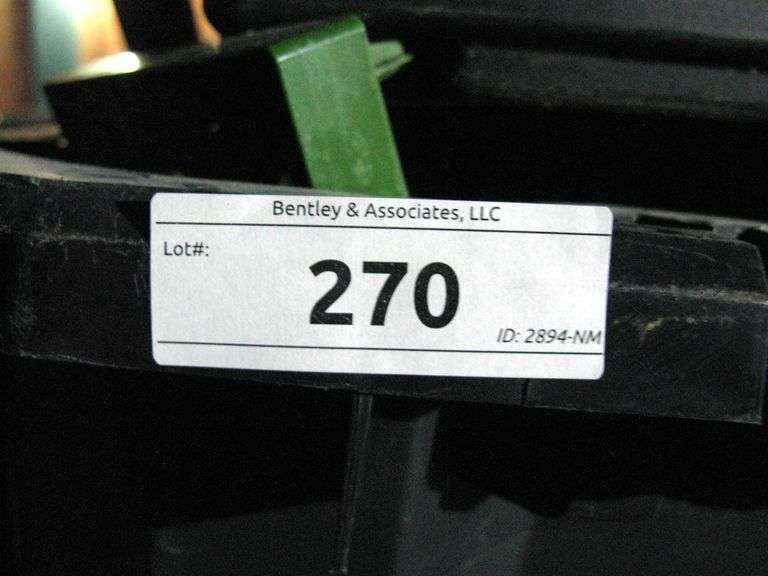 Bentley & Associates, LLC
Lot#:
270
ID: 2894-NM